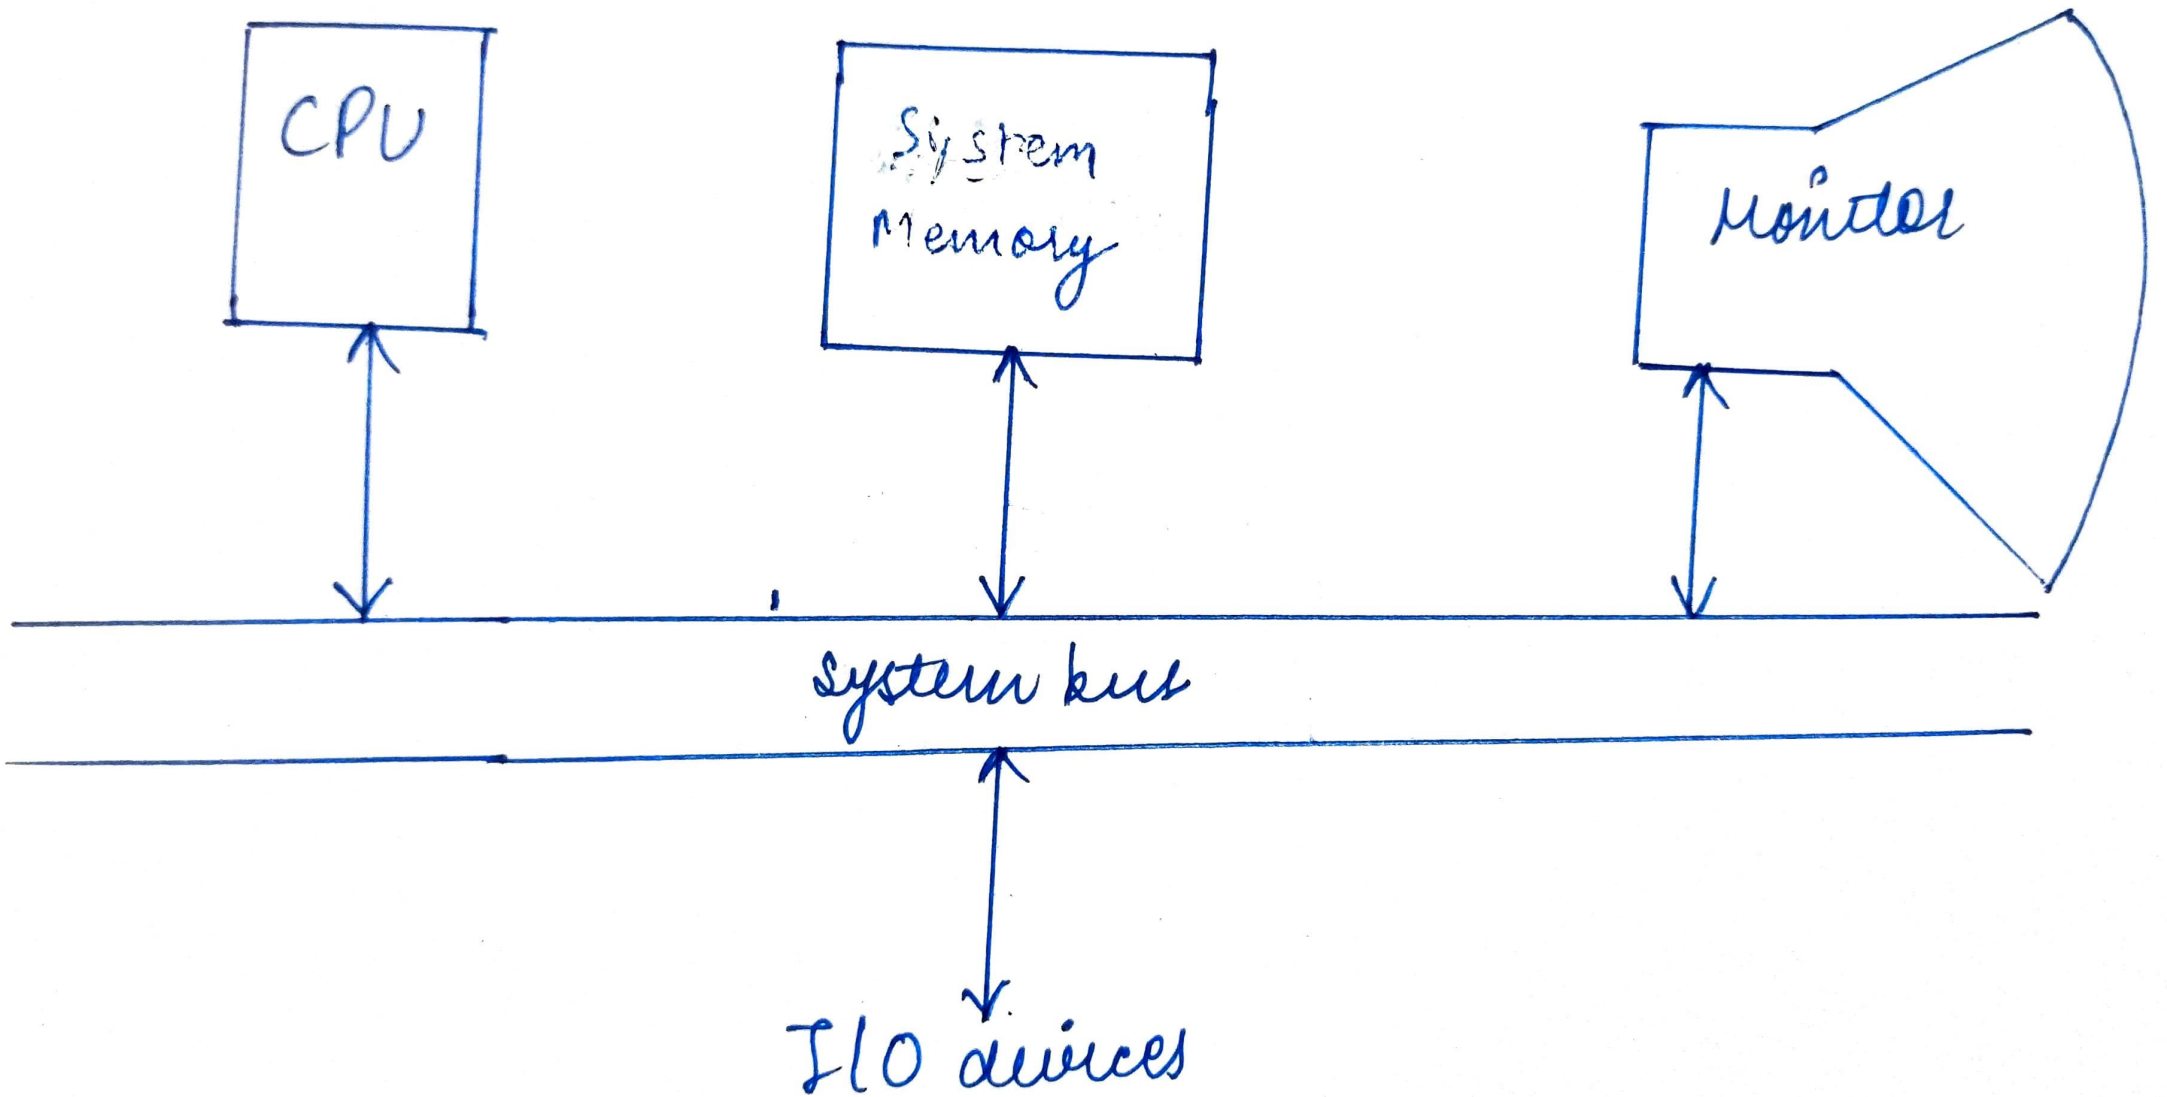 CPU
System
Memory
Monitor
system bus
I/O devices